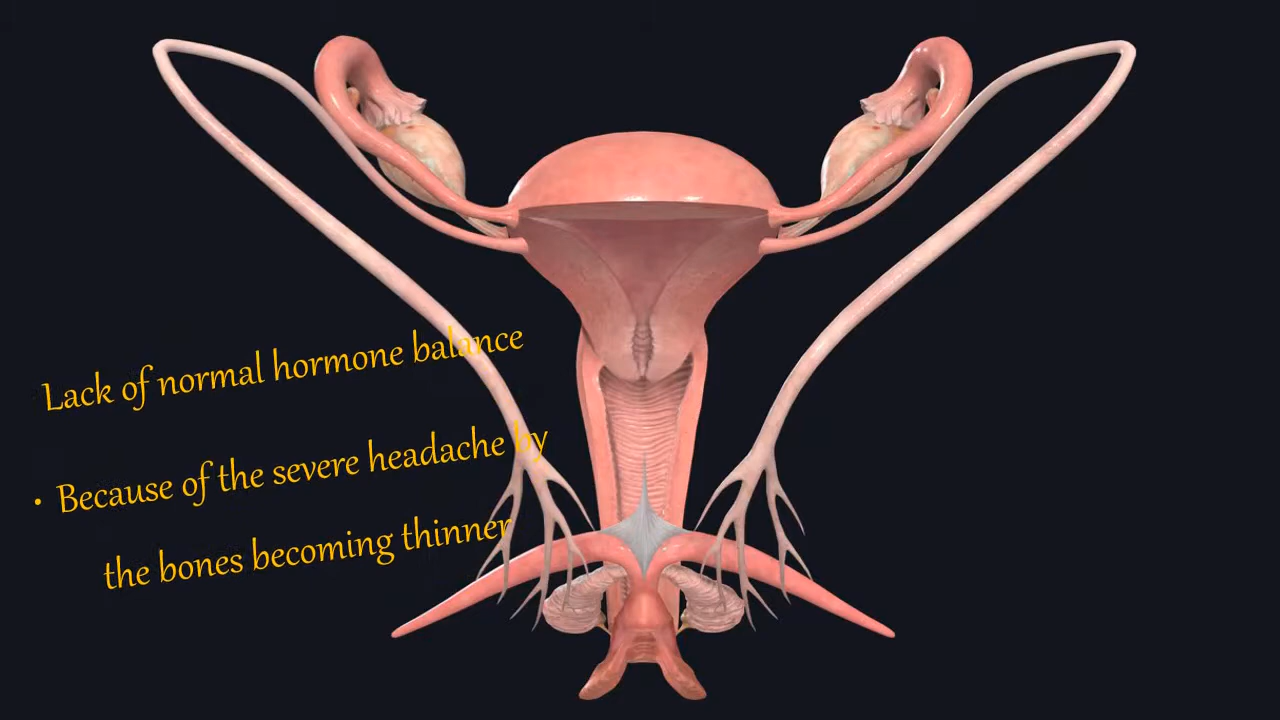 Lack of normal hormone balance
• Because of the severe headache by
the bones becoming thinner